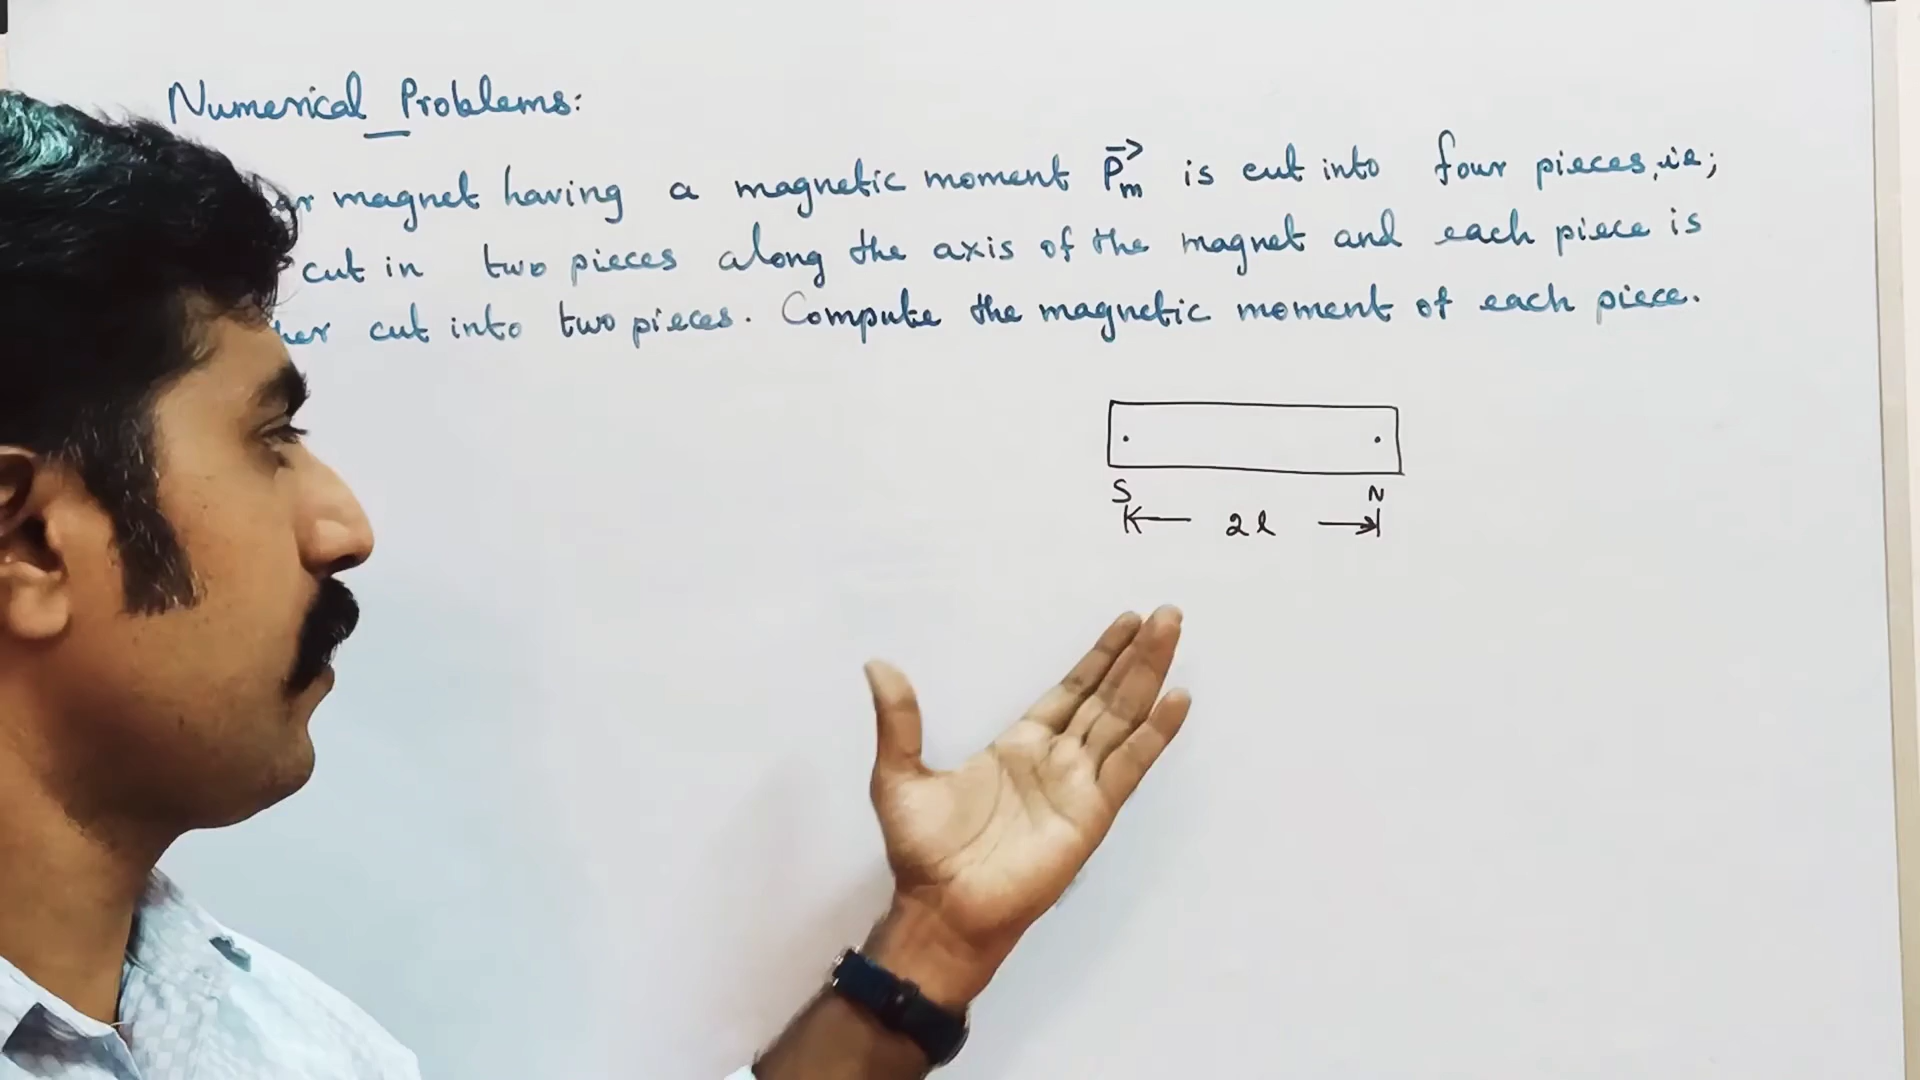 Numerical Problems:
magnet having a magnetic moment P⃗m is cut into four pieces, ie;
cut in two pieces along the axis of the magnet and each piece is
cut into two pieces. Compute the magnetic moment of each piece.
S N
2l